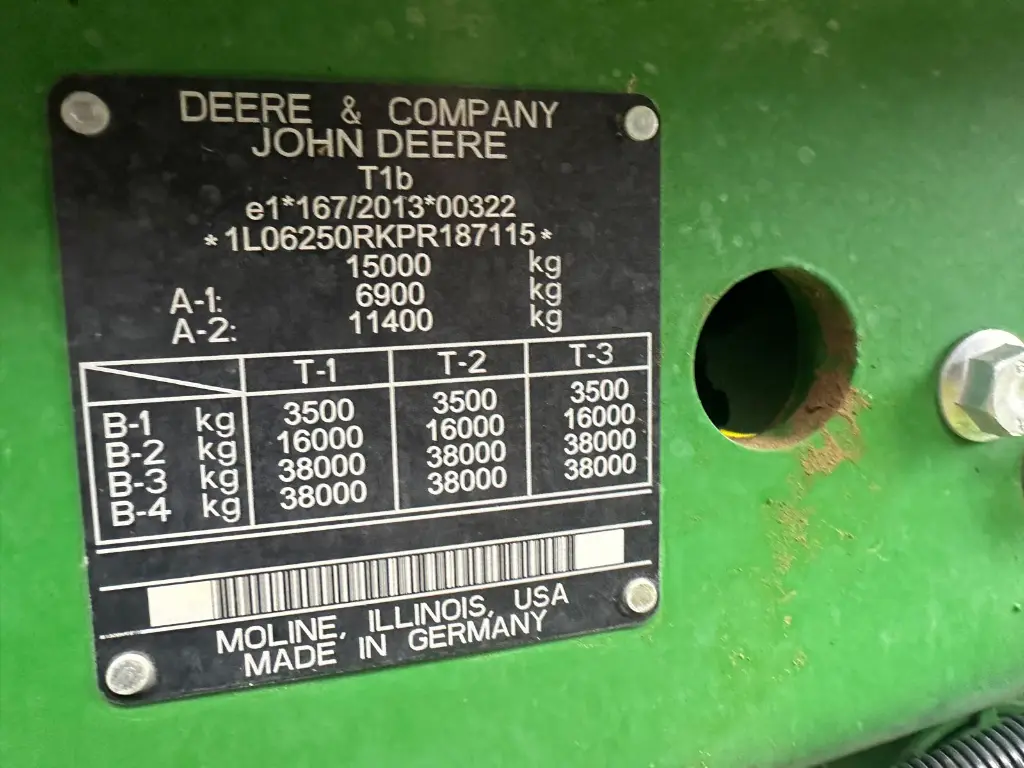 DEERE & COMPANY
JOHN DEERE
T1b
e1*167/2013*00322
*1L06250RKPR187115*
15000 kg
A-1: 6900 kg
A-2: 11400 kg
T-1 T-2 T-3
B-1 kg 3500 3500 3500
B-2 kg 16000 16000 16000
B-3 kg 38000 38000 38000
B-4 kg 38000 38000 38000
MOLINE, ILLINOIS, USA
MADE IN GERMANY